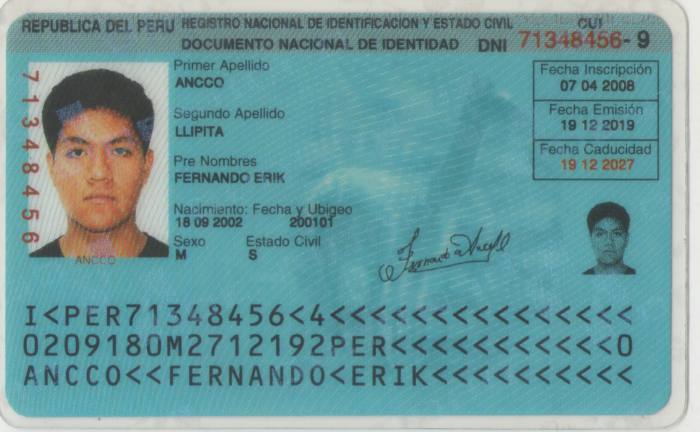 REPUBLICA DEL PERU REGISTRO NACIONAL DE IDENTIFICACION Y ESTADO CIVIL CUI
DOCUMENTO NACIONAL DE IDENTIDAD DNI 71348456-9
Primer Apellido
ANCCO
Segundo Apellido
LLIPITA
Pre Nombres
FERNANDO ERIK
Nacimiento: Fecha y Ubigeo
18 09 2002 200101
Sexo Estado Civil
M S
Fecha Inscripción
07 04 2008
Fecha Emisión
19 12 2019
Fecha Caducidad
19 12 2027
71348456
ANCCO
I<PER71348456<4<<<<<<<<<<<<<<<
0209180M2712192PER<<<<<<<<<<<0
ANCCO<<FERNANDO<ERIK<<<<<<<<<<